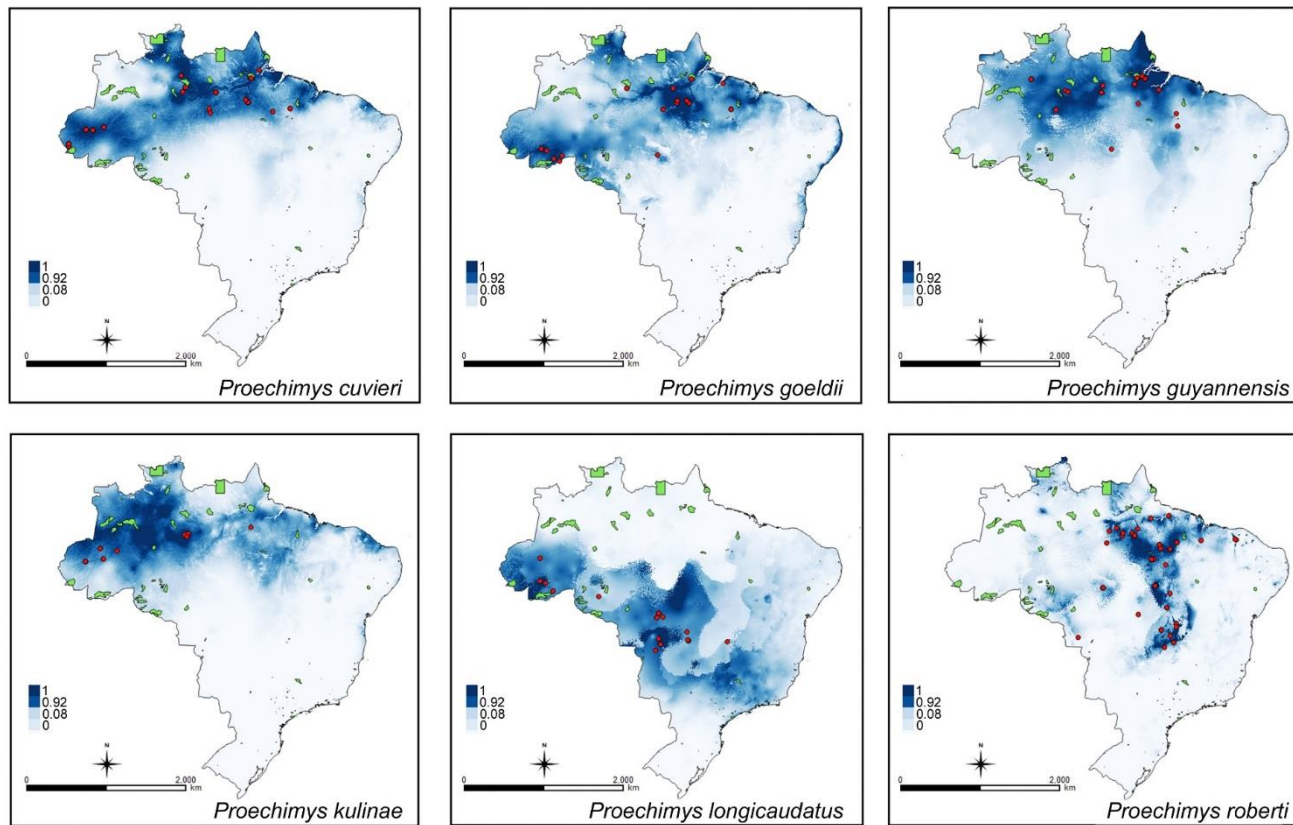 1
0.92
0.08
0
N
0 2,000
km
Proechimys cuvieri
1
0.92
0.08
0
N
0 2,000
km
Proechimys goeldii
1
0.92
0.08
0
N
0 2,000
km
Proechimys guyannensis
1
0.92
0.08
0
N
0 2,000
km
Proechimys kulinae
1
0.92
0.08
0
N
0 2,000
km
Proechimys longicaudatus
1
0.92
0.08
0
N
0 2,000
km
Proechimys roberti